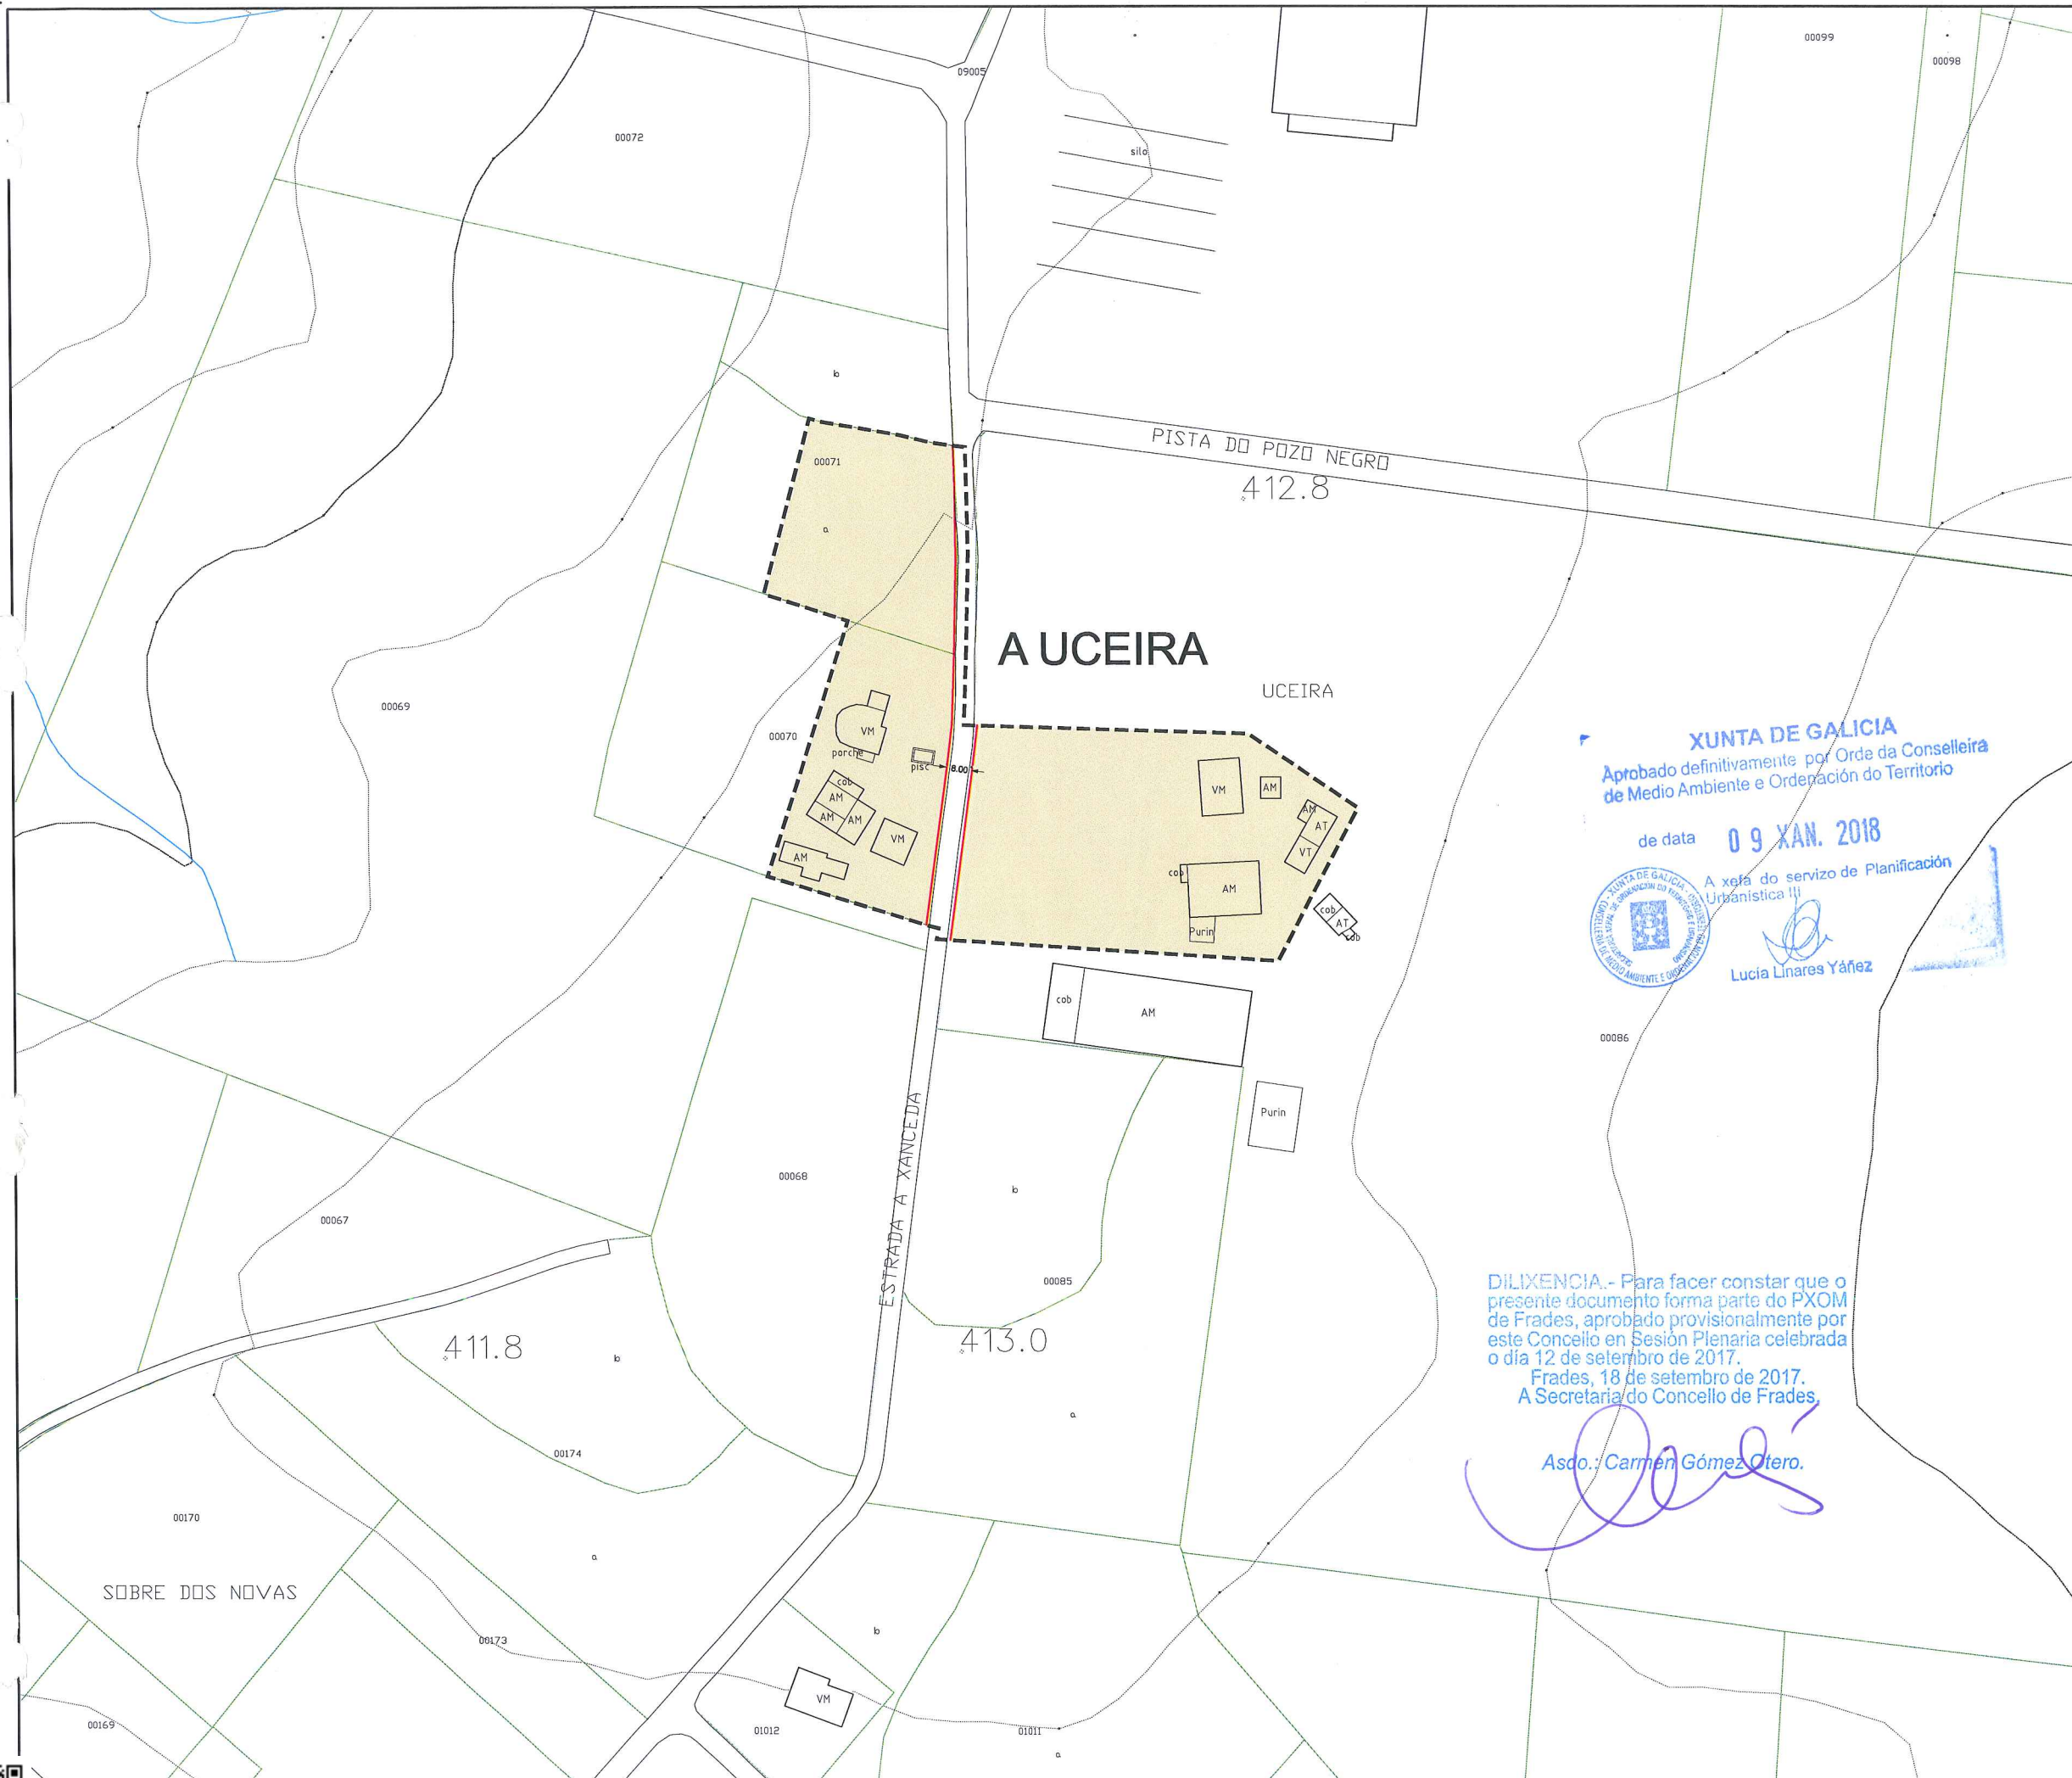 00099
00098
09005
00072
silo
b
PISTA DO POZO NEGRO
00071
412.8
a
A UCEIRA
UCEIRA
00069
00070
VM
porche
pisc
6.00
cob
AM
AM
AM
VM
AM
VM
AM
AM
AT
VT
cob
AM
Purin
cob
AT
cob
XUNTA DE GALICIA
Aprobado definitivamente por Orde da Conselleira
de Medio Ambiente e Ordenación do Territorio
de data 09 XAN. 2018
A xefa do servizo de Planificación
Urbanística III
Lucía Linares Yáñez
cob
AM
00086
Purin
ESTRADA A XANCEDA
00068
b
00067
00085
411.8
b
413.0
a
DILIXENCIA.- Para facer constar que o
presente documento forma parte do PXOM
de Frades, aprobado provisionalmente por
este Concello en Sesión Plenaria celebrada
o día 12 de setembro de 2017.
Frades, 18 de setembro de 2017.
A Secretaria do Concello de Frades,
Asdo.: Carmen Gómez Otero.
00174
00170
a
SOBRE DOS NOVAS
00173
b
VM
00169
01012
01011
a